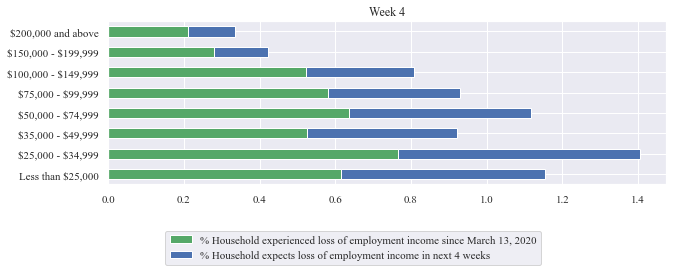 Week 4
$200,000 and above
$150,000 - $199,999
$100,000 - $149,999
$75,000 - $99,999
$50,000 - $74,999
$35,000 - $49,999
$25,000 - $34,999
Less than $25,000
0.0 0.2 0.4 0.6 0.8 1.0 1.2 1.4
% Household experienced loss of employment income since March 13, 2020
% Household expects loss of employment income in next 4 weeks